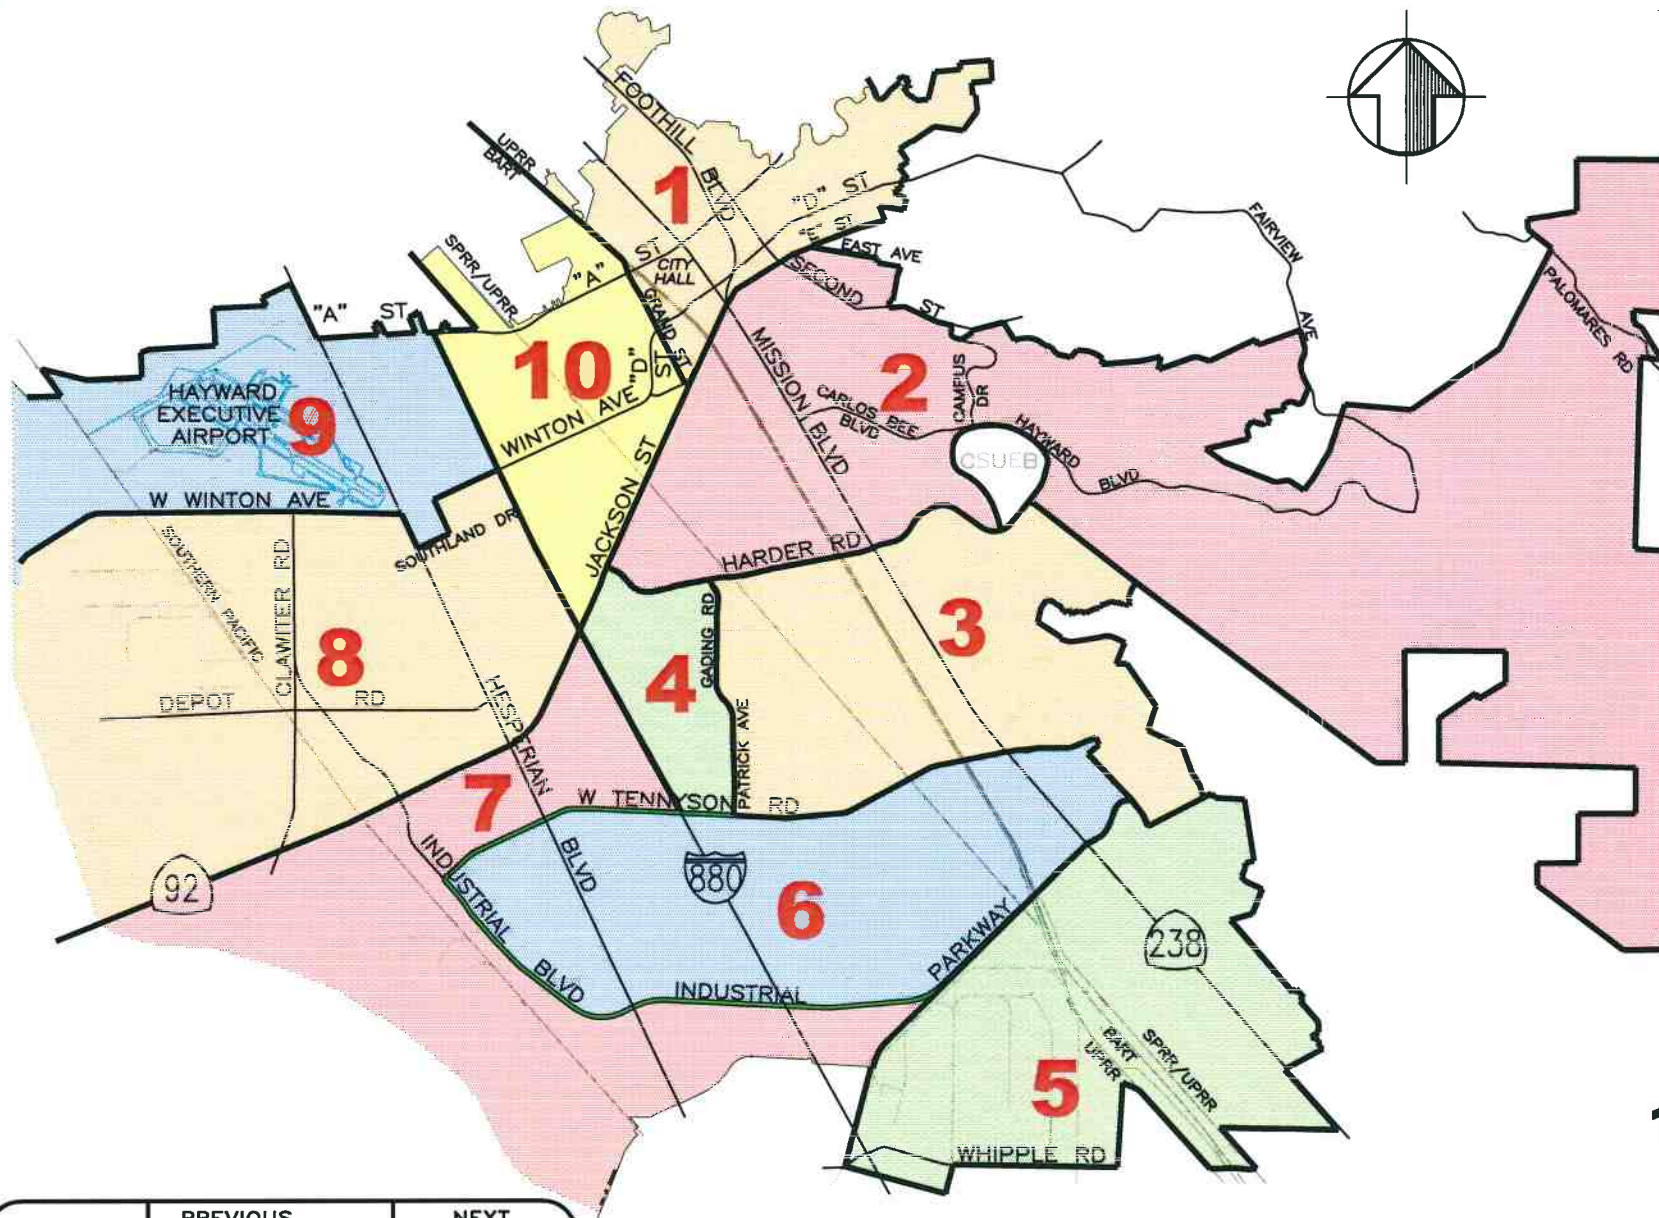 FOOTHILL
BLVD
UPRR
BART
1
"D" ST
"E" ST
FAIRVIEW
AVE
SPRR/UPRR
"A"
ST
CITY
HALL
EAST AVE
SECOND
ST
PALOMARES RD
"A" ST
GRAND ST
MISSION BLVD
10
"D"
ST
2
CAMPUS
DR
HAYWARD
EXECUTIVE
AIRPORT
9
WINTON AVE
CARLOS BEE
BLVD
HAYWARD
BLVD
CSUEB
JACKSON ST
W WINTON AVE
SOUTHLAND DR
HARDER RD
SOUTHERN PACIFIC
CLAWITER RD
8
3
4
GADING RD
DEPOT RD
HESPERIAN
BLVD
PATRICK AVE
7
W TENNYSON RD
INDUSTRIAL
BLVD
92
880
6
PARKWAY
238
INDUSTRIAL
BART
UPRR
SPRR/UPRR
5
WHIPPLE RD
PREVIOUS
NEXT